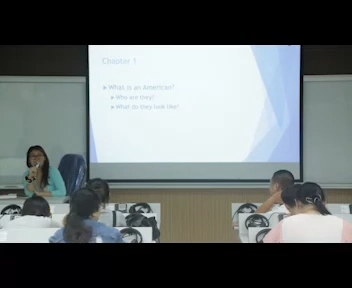 Chapter 1
What is an American?
Who are they?
What do they look like?